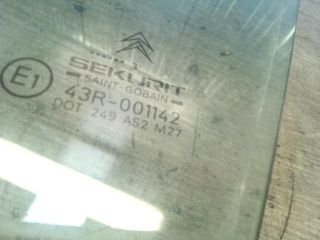 SEKURIT
SAINT-GOBAIN
E1
43R-001142
DOT 249 AS2 M27